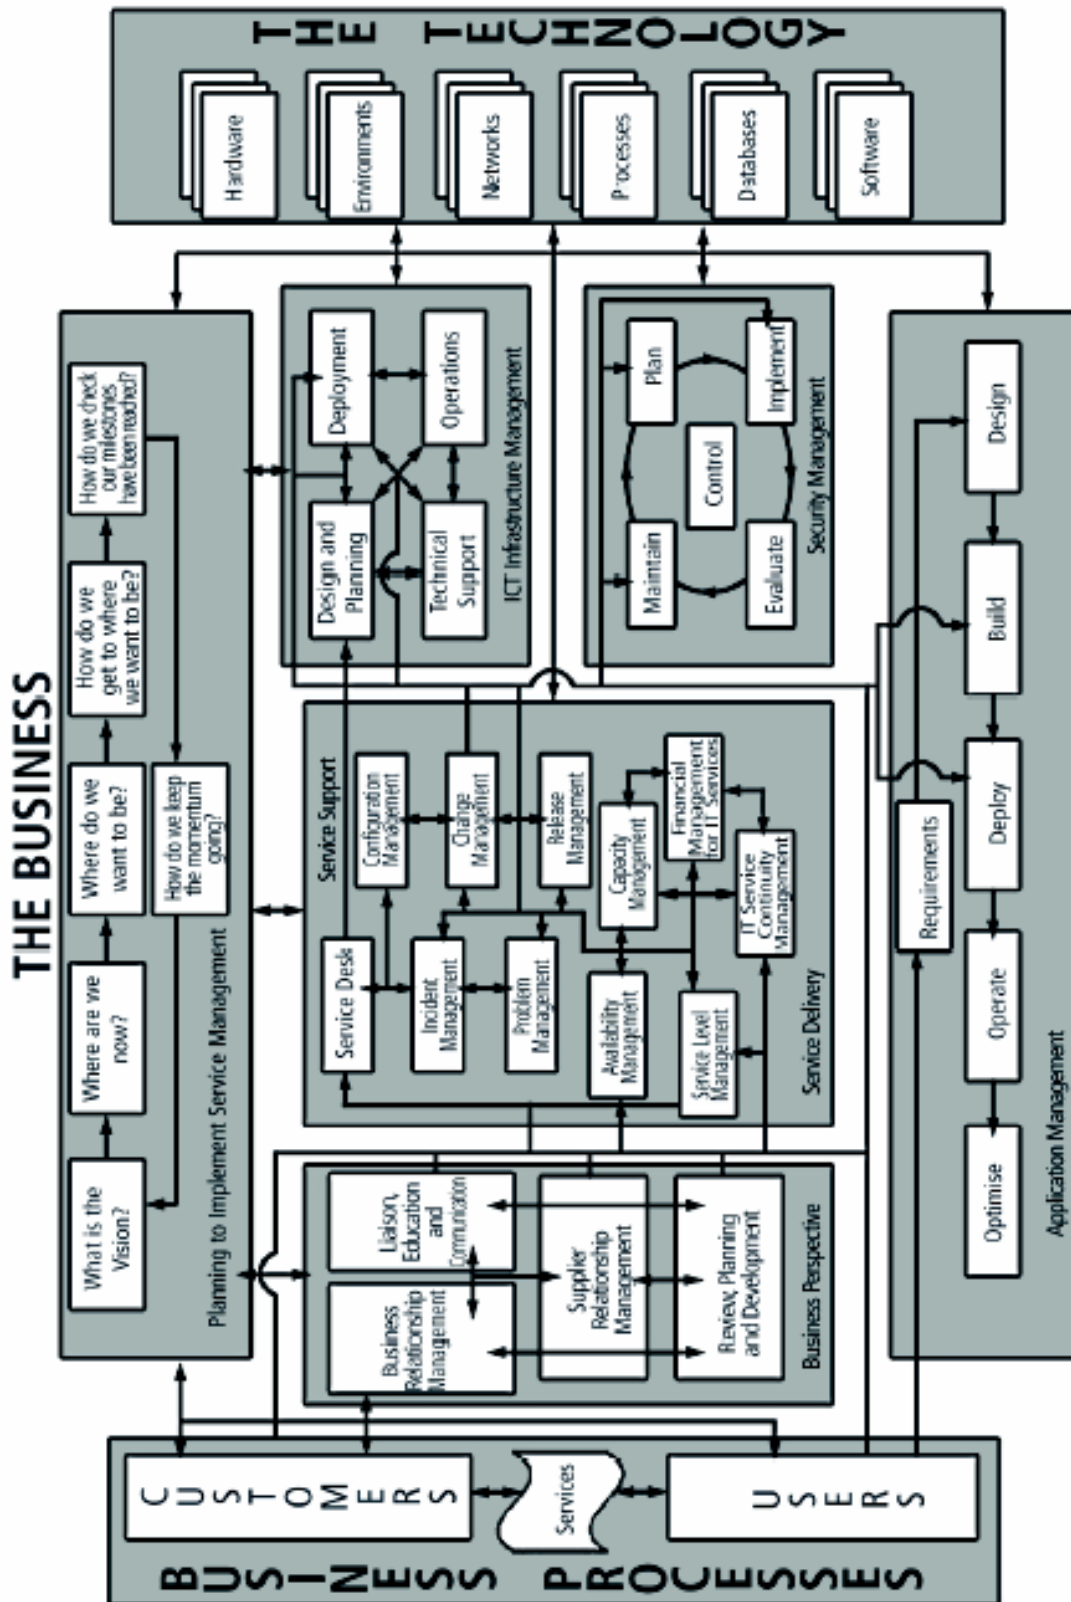 THE BUSINESS
What is the
Vision?
Where are we
now?
Where do we
want to be?
How do we
get to where
we want to be?
How do we check
our milestones
have been reached?
How do we keep
the momentum
going?
Planning to Implement Service Management
BUSINESS PROCESSES
CUSTOMERS
Services
USERS
Business
Relationship
Management
Liaison,
Education
and
Communication
Supplier
Relationship
Management
Review, Planning
and Development
Business Perspective
Service Support
Service Desk
Configuration
Management
Incident
Management
Change
Management
Problem
Management
Release
Management
Availability
Management
Capacity
Management
Service Level
Management
Financial
Management
for IT Services
IT Service
Continuity
Management
Service Delivery
Design and
Planning
Deployment
Technical
Support
Operations
ICT Infrastructure Management
Maintain
Plan
Control
Evaluate
Implement
Security Management
Requirements
Optimise
Operate
Deploy
Build
Design
Application Management
THE TECHNOLOGY
Hardware
Environments
Networks
Processes
Databases
Software